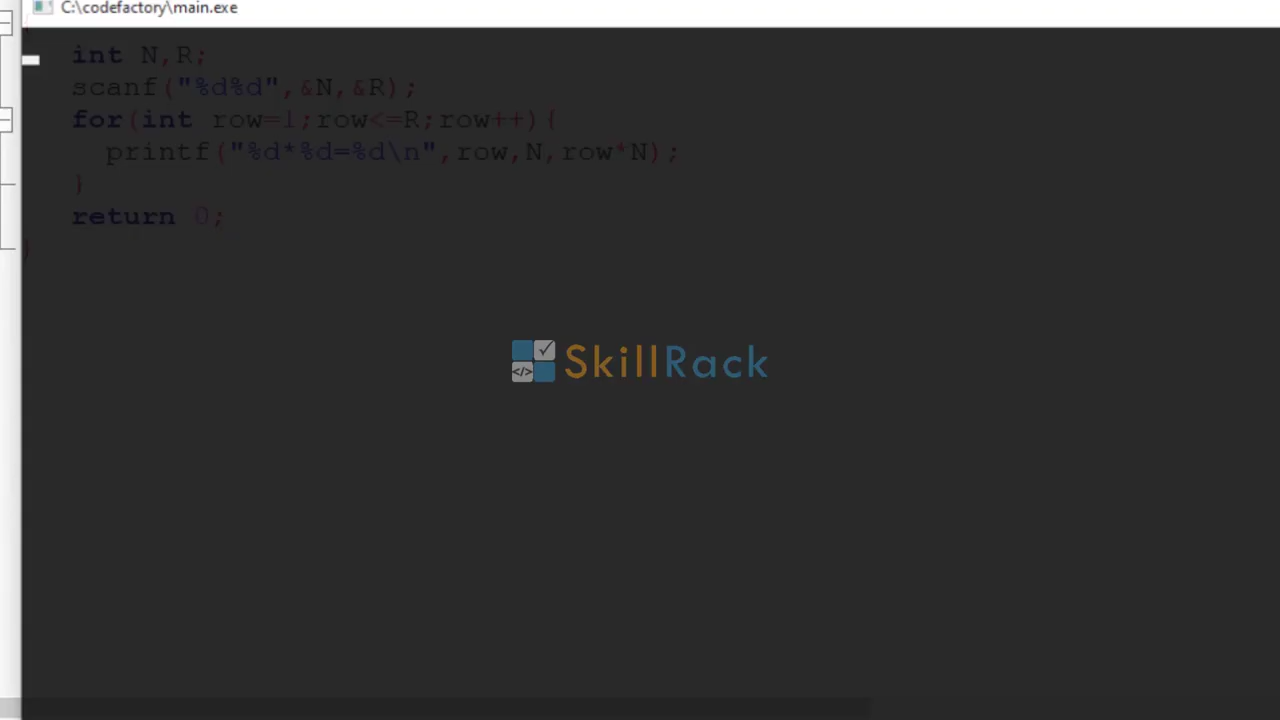 C:\codefactory\main.exe
int N,R;
scanf("%d%d",&N,&R);
for(int row=1;row<=R;row++){
printf("%d*%d=%d\n",row,N,row*N);
}
return 0;
}
</> SkillRack